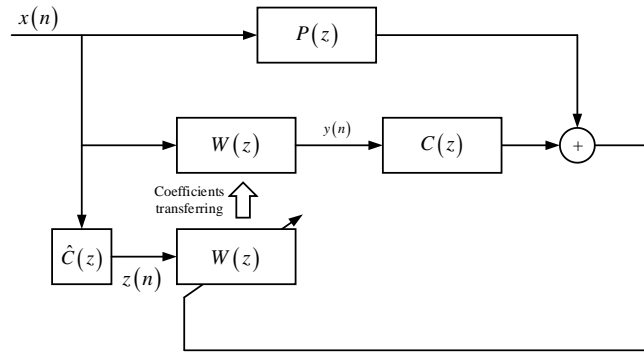 x(n)
P(z)
W(z)
y(n)
C(z)
+
Coefficients
transferring
Ĉ(z)
z(n)
W(z)